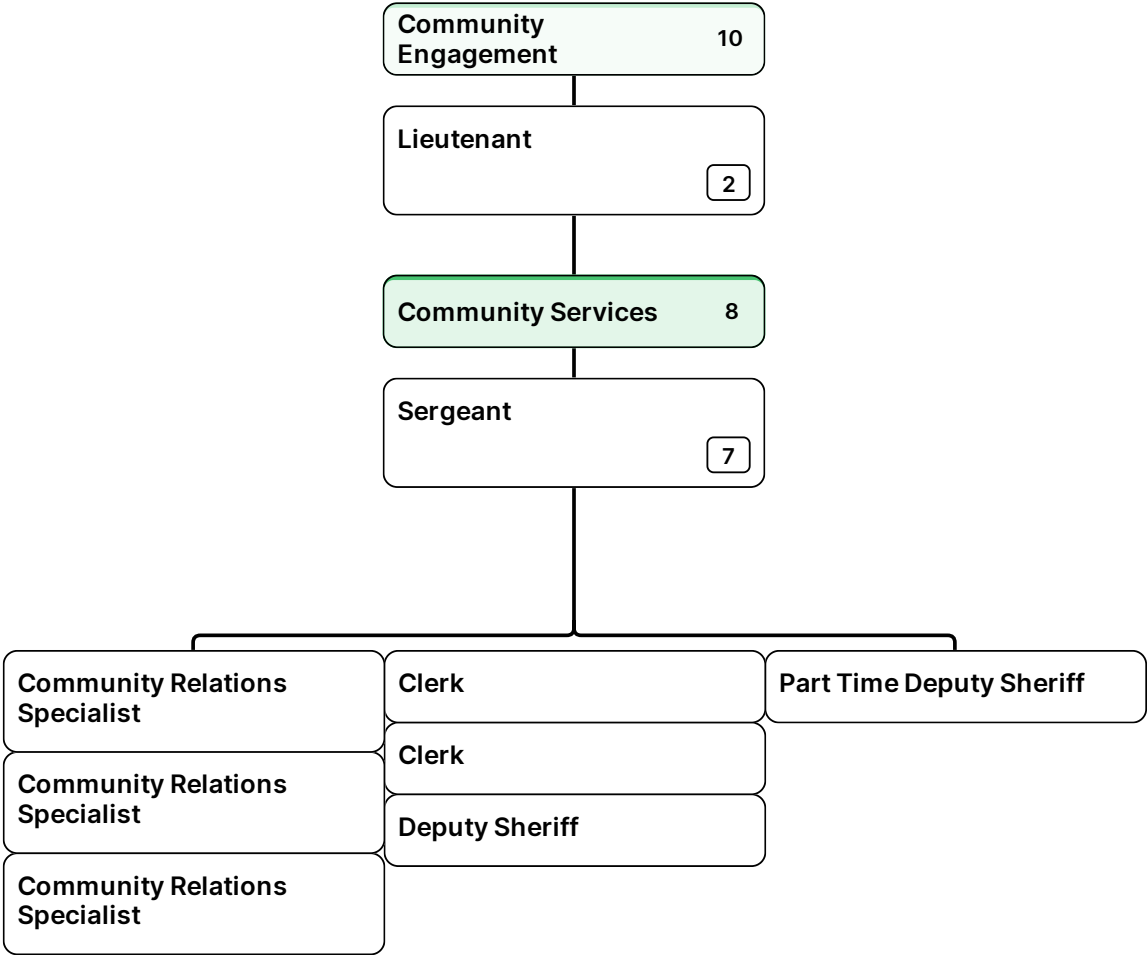 Community
Engagement
10
Lieutenant
2
Community Services
8
Sergeant
7
Community Relations
Specialist
Community Relations
Specialist
Community Relations
Specialist
Clerk
Clerk
Deputy Sheriff
Part Time Deputy Sheriff